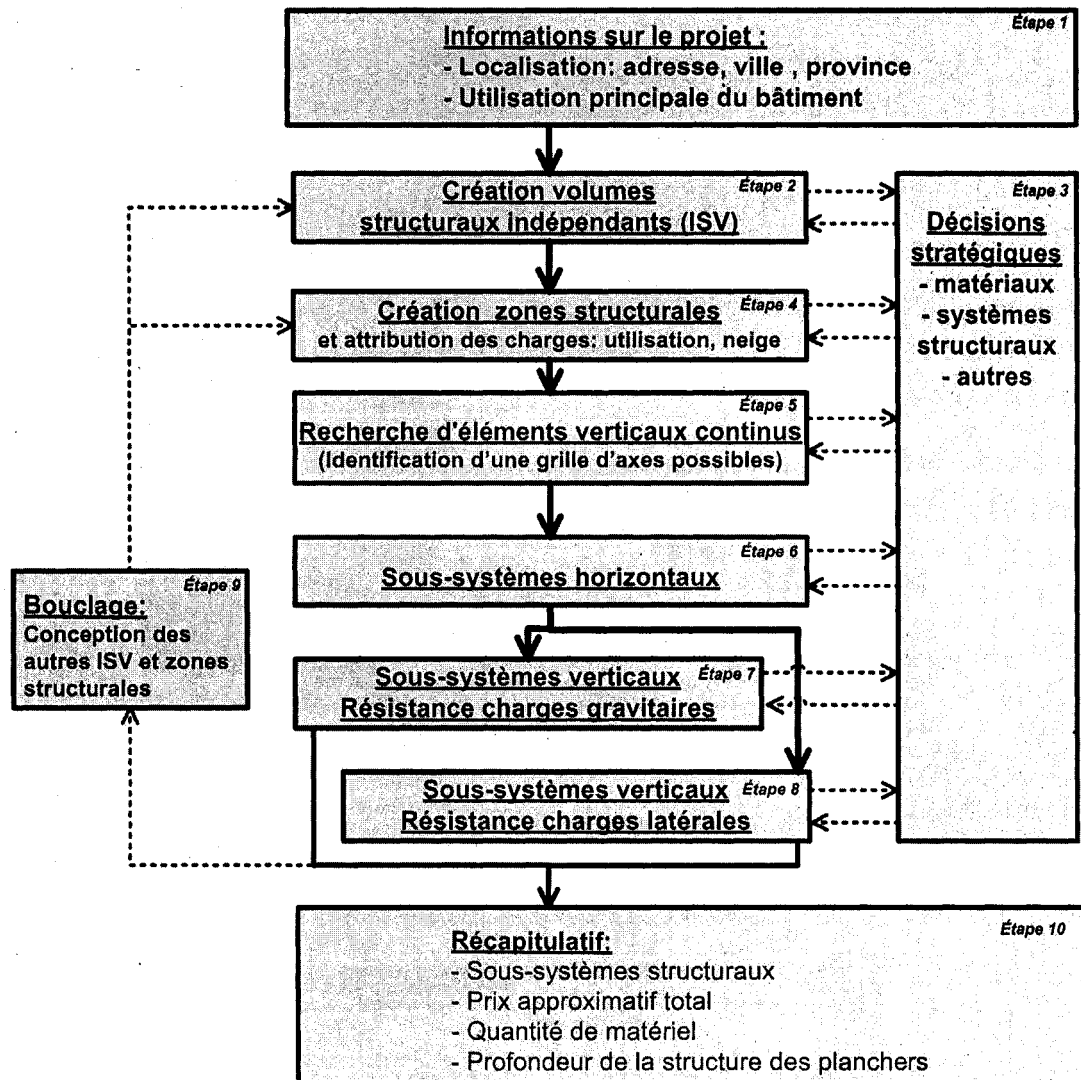 Étape 1
Informations sur le projet :
- Localisation: adresse, ville , province
- Utilisation principale du bâtiment
Étape 2
Création volumes
structuraux indépendants (ISV)
Étape 3
Décisions
stratégiques
- matériaux
- systèmes
structuraux
- autres
Étape 4
Création zones structurales
et attribution des charges: utilisation, neige
Étape 5
Recherche d'éléments verticaux continus
(Identification d'une grille d'axes possibles)
Étape 6
Sous-systèmes horizontaux
Étape 9
Bouclage:
Conception des
autres ISV et zones
structurales
Étape 7
Sous-systèmes verticaux
Résistance charges gravitaires
Étape 8
Sous-systèmes verticaux
Résistance charges latérales
Étape 10
Récapitulatif:
- Sous-systèmes structuraux
- Prix approximatif total
- Quantité de matériel
- Profondeur de la structure des planchers